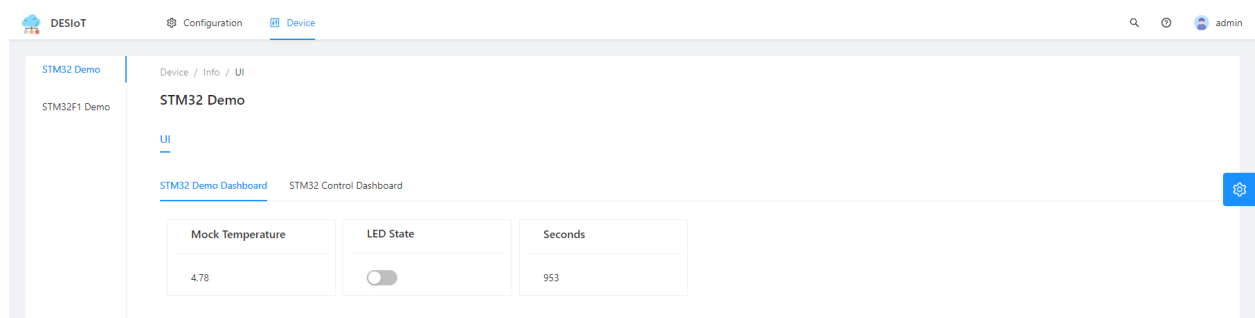 DESIoT
Configuration
Device
admin
STM32 Demo
STM32F1 Demo
Device / Info / UI
STM32 Demo
UI
STM32 Demo Dashboard
STM32 Control Dashboard
Mock Temperature
LED State
Seconds
4.78
953